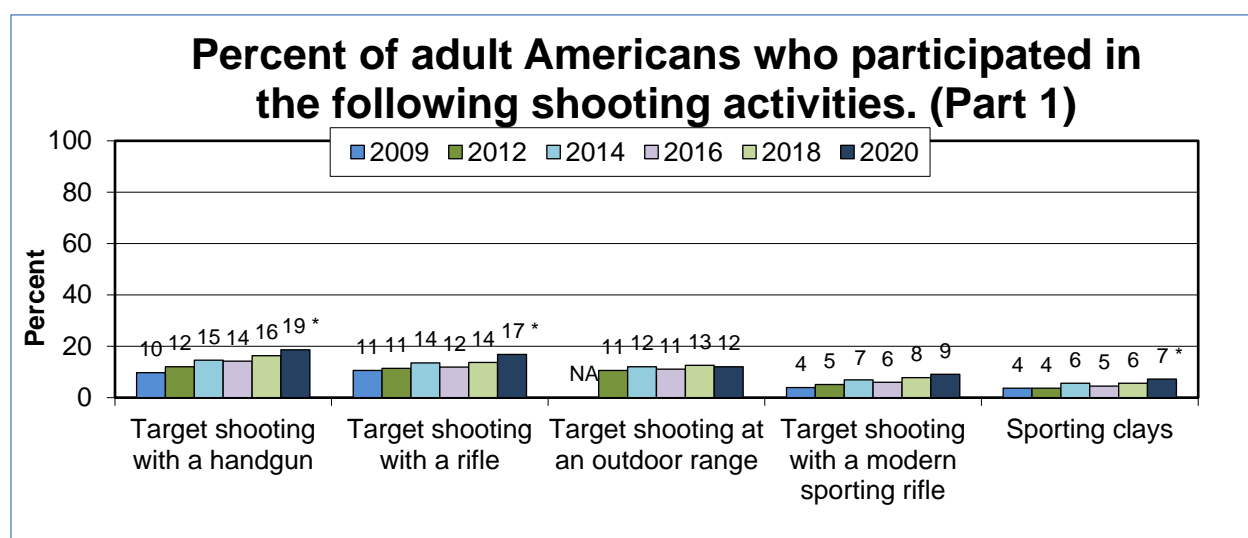 Percent of adult Americans who participated in
the following shooting activities. (Part 1)
2009 2012 2014 2016 2018 2020
Percent
100
80
60
40
20
0
10 12 15 14 16 19 *
11 11 14 12 14 17 *
NA 11 12 11 13 12
4 5 7 6 8 9
4 4 6 5 6 7 *
Target shooting
with a handgun
Target shooting
with a rifle
Target shooting at
an outdoor range
Target shooting
with a modern
sporting rifle
Sporting clays